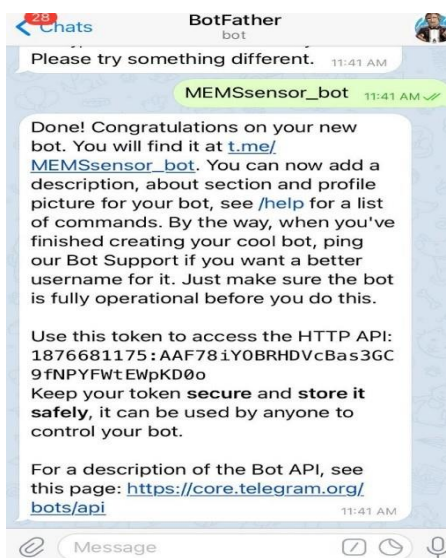 28
Chats
BotFather
bot
Please try something different. 11:41 AM
MEMSsensor_bot 11:41 AM
Done! Congratulations on your new
bot. You will find it at t.me/
MEMSsensor_bot. You can now add a
description, about section and profile
picture for your bot, see /help for a list
of commands. By the way, when you've
finished creating your cool bot, ping
our Bot Support if you want a better
username for it. Just make sure the bot
is fully operational before you do this.
Use this token to access the HTTP API:
1876681175:AAF78iYOBRHDVcBas3GC
9fNPYFWtEWpKD0o
Keep your token secure and store it
safely, it can be used by anyone to
control your bot.
For a description of the Bot API, see
this page: https://core.telegram.org/
bots/api 11:41 AM
Message